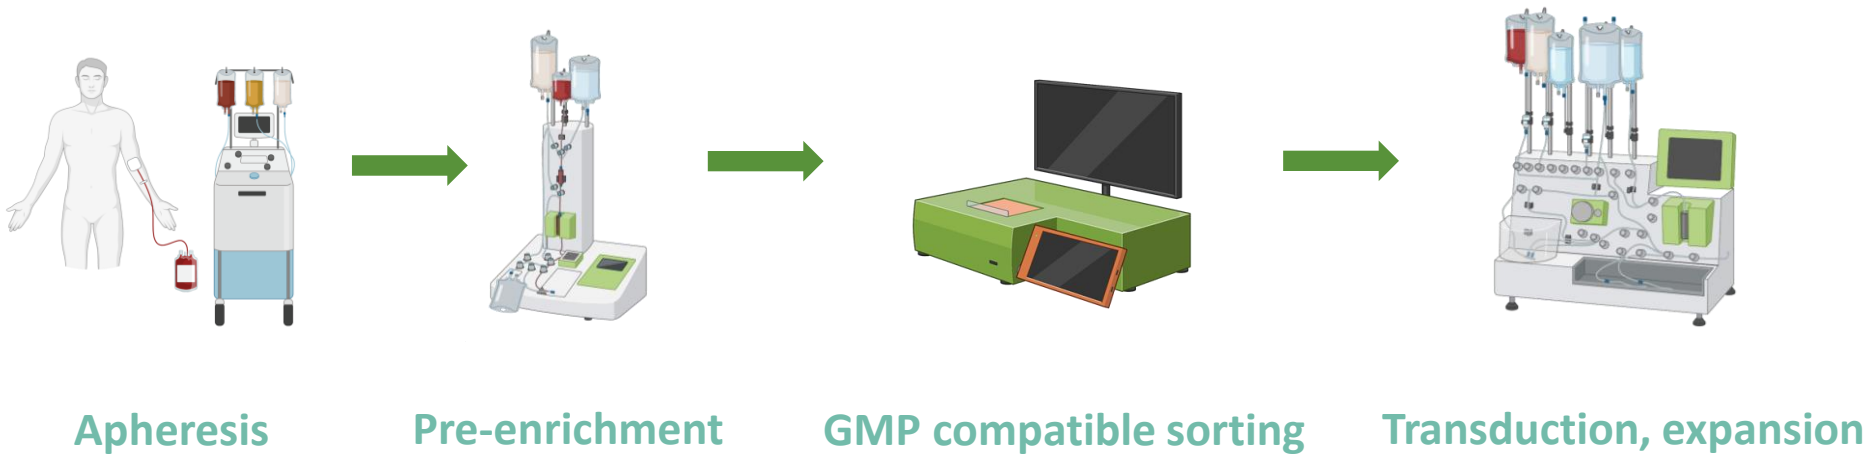 Apheresis
Pre-enrichment
GMP compatible sorting
Transduction, expansion